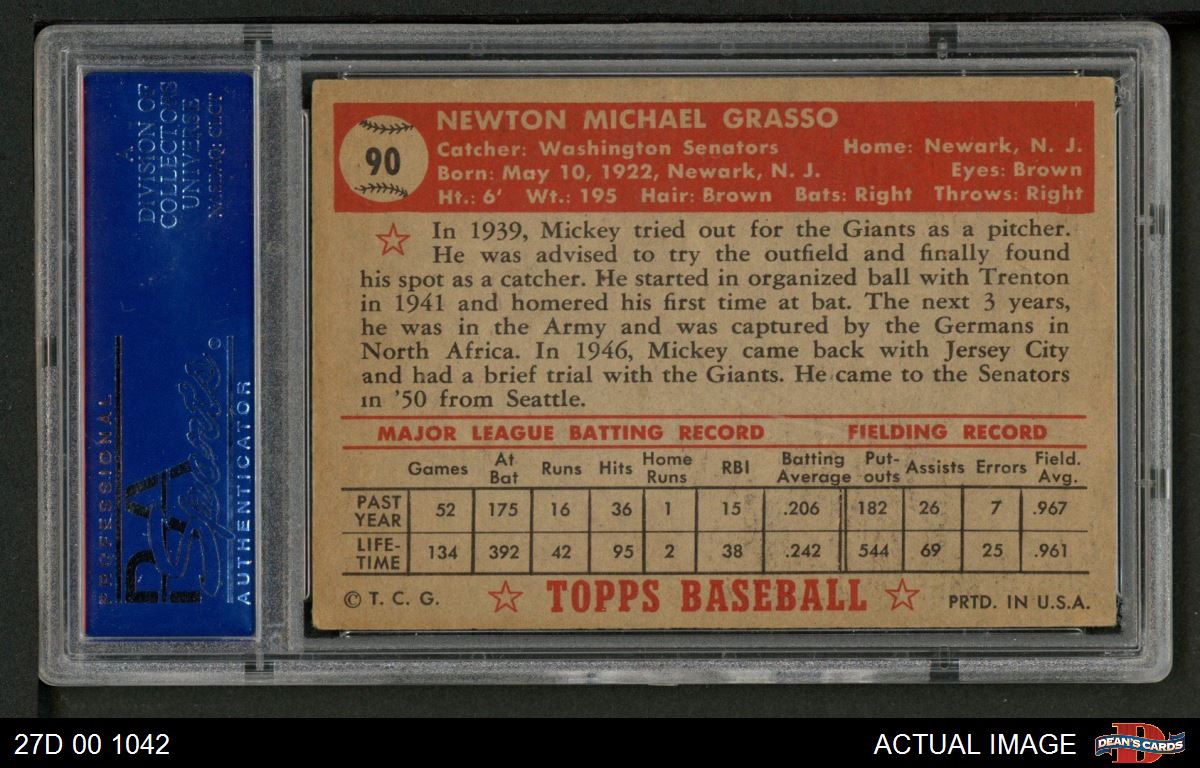 A
DIVISION OF
COLLECTORS
UNIVERSE
NASDAQ: CLCT
PROFESSIONAL
PSA
Sports
AUTHENTICATOR
90
NEWTON MICHAEL GRASSO
Catcher: Washington Senators Home: Newark, N. J.
Born: May 10, 1922, Newark, N. J. Eyes: Brown
Ht.: 6' Wt.: 195 Hair: Brown Bats: Right Throws: Right
In 1939, Mickey tried out for the Giants as a pitcher.
He was advised to try the outfield and finally found
his spot as a catcher. He started in organized ball with Trenton
in 1941 and homered his first time at bat. The next 3 years,
he was in the Army and was captured by the Germans in
North Africa. In 1946, Mickey came back with Jersey City
and had a brief trial with the Giants. He came to the Senators
in '50 from Seattle.
MAJOR LEAGUE BATTING RECORD FIELDING RECORD
Games At Bat Runs Hits Home Runs RBI Batting Average Put-outs Assists Errors Field. Avg.
PAST YEAR 52 175 16 36 1 15 .206 182 26 7 .967
LIFE-TIME 134 392 42 95 2 38 .242 544 69 25 .961
© T. C. G. TOPPS BASEBALL PRTD. IN U.S.A.
27D 00 1042 ACTUAL IMAGE DEAN'S CARDS